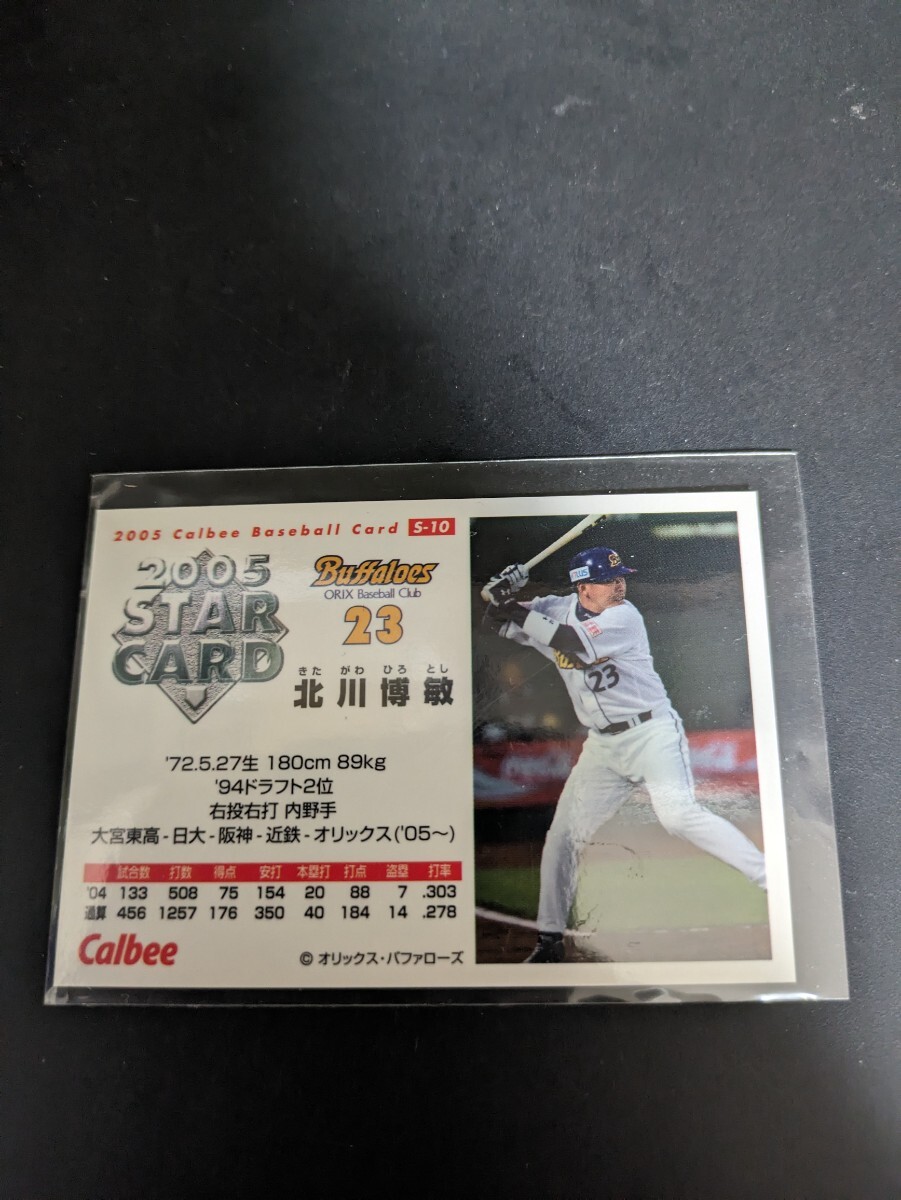 2005 Calbee Baseball Card S-10
2005
STAR
CARD
Buffaloes
ORIX Baseball Club
23
きた がわ ひろ とし
北川博敏
'72.5.27生 180cm 89kg
'94ドラフト2位
右投右打 内野手
大宮東高-日大-阪神-近鉄-オリックス('05～)
試合数 打数 得点 安打 本塁打 打点 盗塁 打率
'04 133 508 75 154 20 88 7 .303
通算 456 1257 176 350 40 184 14 .278
Calbee
© オリックス・バファローズ
23